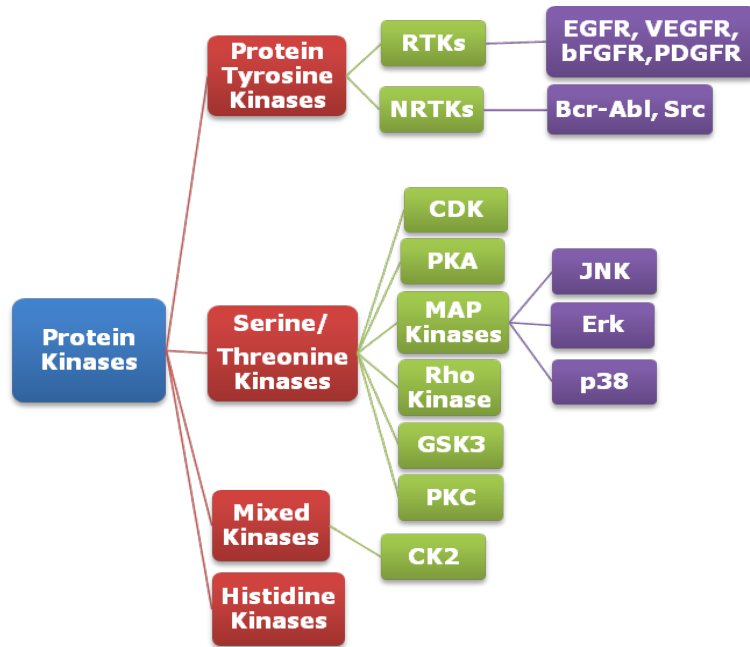 Protein
Kinases
Protein
Tyrosine
Kinases
RTKs
EGFR, VEGFR,
bFGFR,PDGFR
NRTKs
Bcr-Abl, Src
Serine/
Threonine
Kinases
CDK
PKA
MAP
Kinases
JNK
Erk
p38
Rho
Kinase
GSK3
PKC
Mixed
Kinases
CK2
Histidine
Kinases